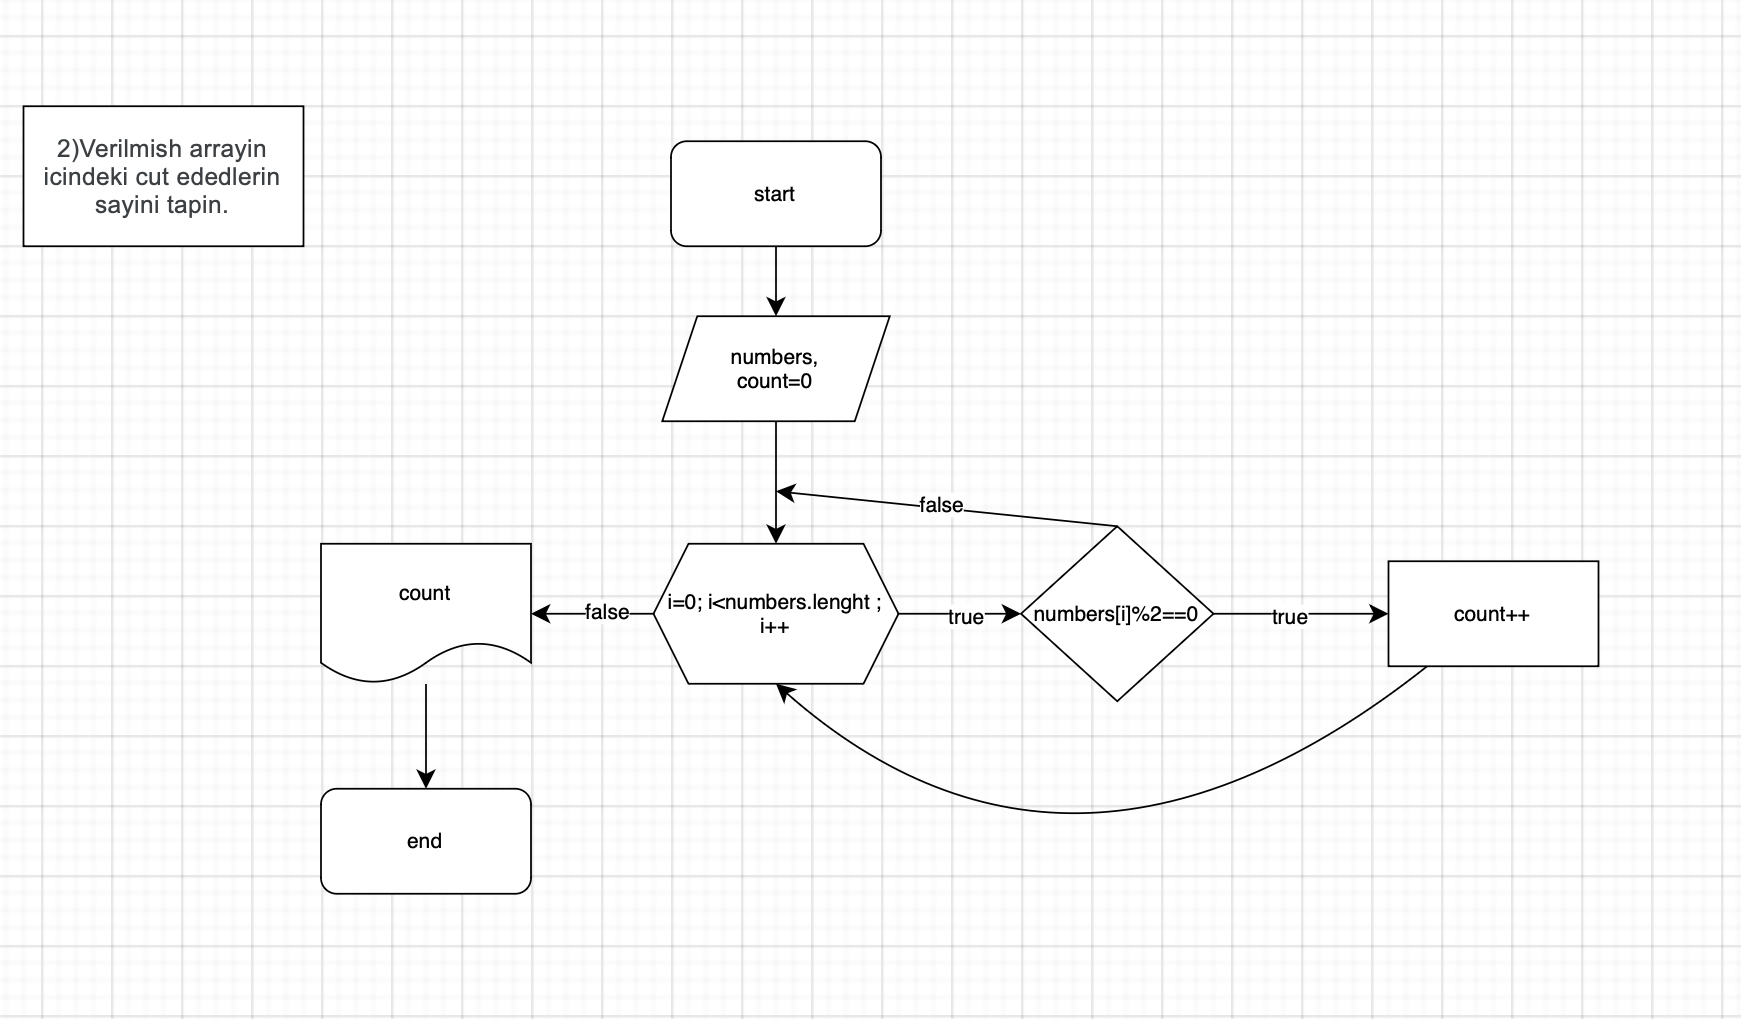 2)Verilmish arrayin
icindeki cut ededlerin
sayini tapin.
start
numbers,
count=0
false
count
false
i=0; i<numbers.lenght ;
i++
true
numbers[i]%2==0
true
count++
end